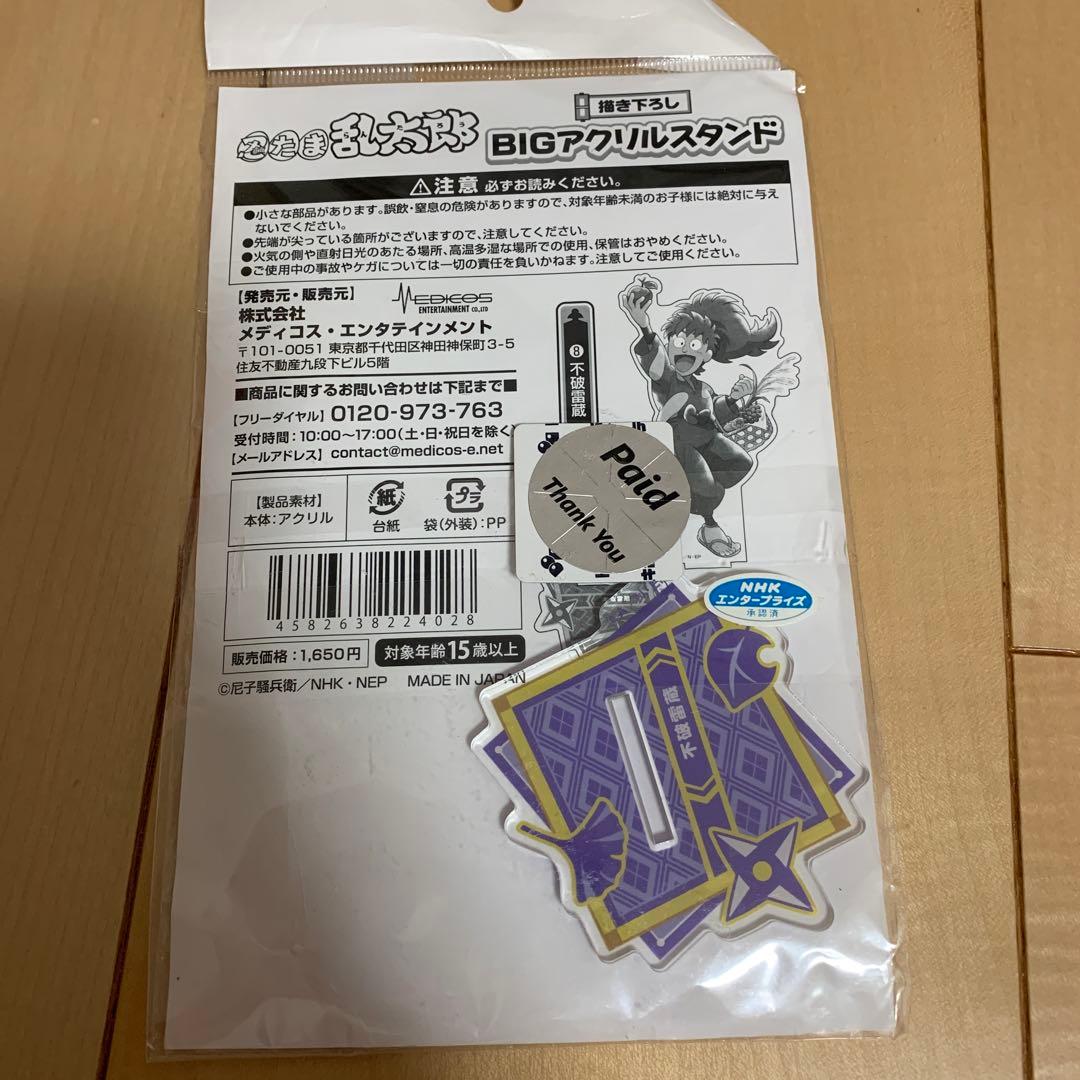 忍たま乱太郎
らんたろう
描き下ろし
BIGアクリルスタンド
⚠注意 必ずお読みください。
●小さな部品があります。誤飲・窒息の危険がありますので、対象年齢未満のお子様には絶対に与え
ないでください。
●先端が尖っている箇所がございますので、注意してください。
●火気の側や直射日光のあたる場所、高温多湿な場所での使用、保管はおやめください。
●ご使用中の事故やケガについては一切の責任を負いかねます。注意してご使用ください。
【発売元・販売元】
MEDICOS
ENTERTAINMENT CO.,LTD
株式会社
メディコス・エンタテインメント
〒101-0051 東京都千代田区神田神保町3-5
住友不動産九段下ビル5階
■商品に関するお問い合わせは下記まで■
【フリーダイヤル】 0120-973-763
受付時間：10:00～17:00（土・日・祝日を除く）
【メールアドレス】 contact@medicos-e.net
❽不破雷蔵
Paid
Thank You
【製品素材】
本体：アクリル
紙
台紙
プラ
袋（外装）：PP
N・EP
4582638224028
販売価格：1,650円
対象年齢15歳以上
©尼子騒兵衛／NHK・NEP MADE IN JAPAN
NHK
エンタープライズ
承認済
不破雷蔵